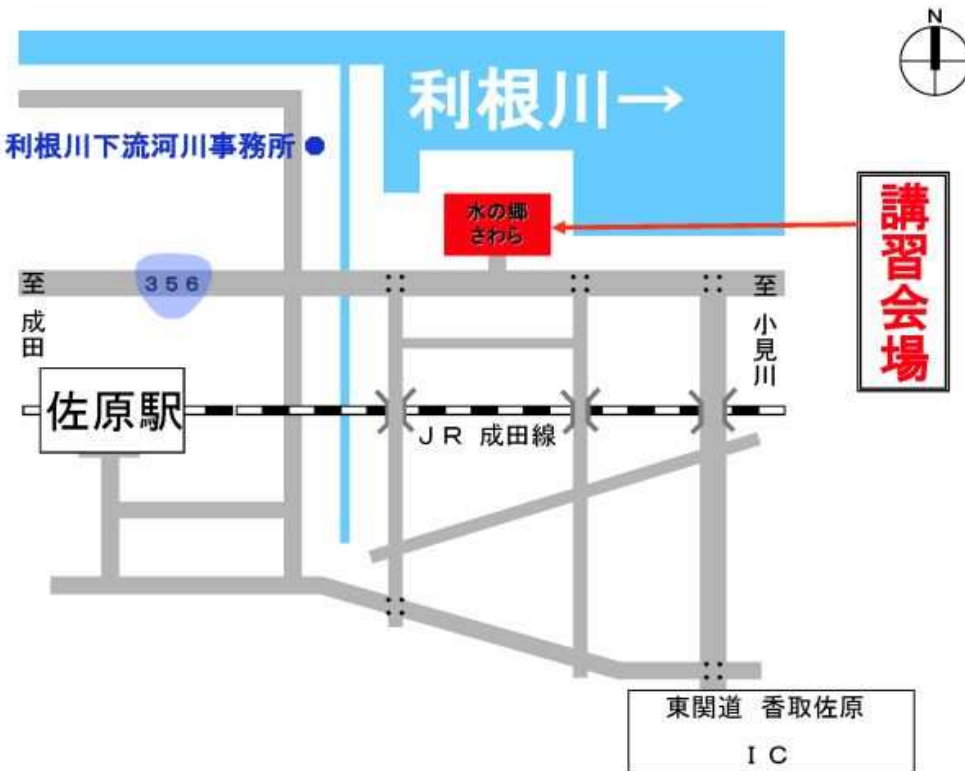 N
利根川→
利根川下流河川事務所
水の郷
さわら
講習会場
至 成田
356
至 小見川
佐原駅
JR 成田線
東関道 香取佐原
IC